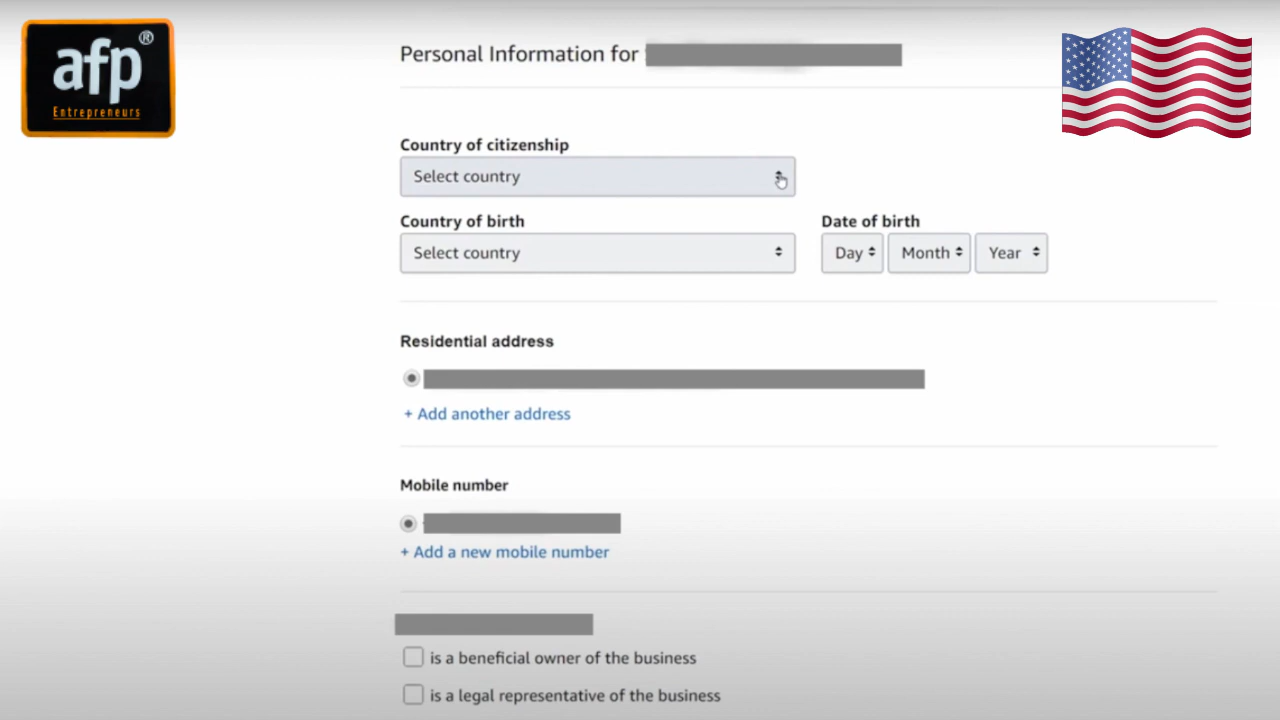 afp®
Entrepreneurs
Personal Information for
Country of citizenship
Select country
Country of birth
Date of birth
Select country
Day
Month
Year
Residential address
+ Add another address
Mobile number
+ Add a new mobile number
is a beneficial owner of the business
is a legal representative of the business